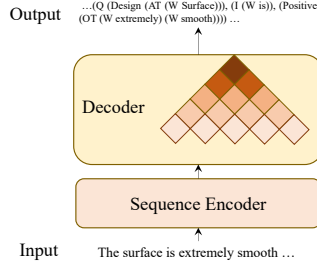 …(Q (Design (AT (W Surface))), (I (W is)), (Positive
Output
(OT (W extremely) (W smooth)))) …
Decoder
Sequence Encoder
Input
The surface is extremely smooth …